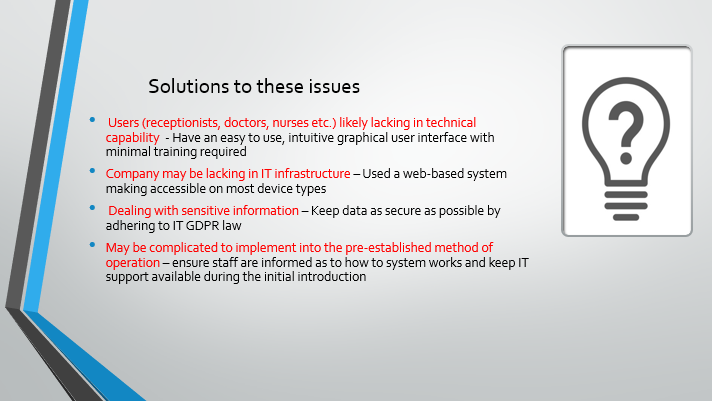 Solutions to these issues
• Users (receptionists, doctors, nurses etc.) likely lacking in technical
capability - Have an easy to use, intuitive graphical user interface with
minimal training required
• Company may be lacking in IT infrastructure – Used a web-based system
making accessible on most device types
• Dealing with sensitive information – Keep data as secure as possible by
adhering to IT GDPR law
• May be complicated to implement into the pre-established method of
operation – ensure staff are informed as to how to system works and keep IT
support available during the initial introduction
?